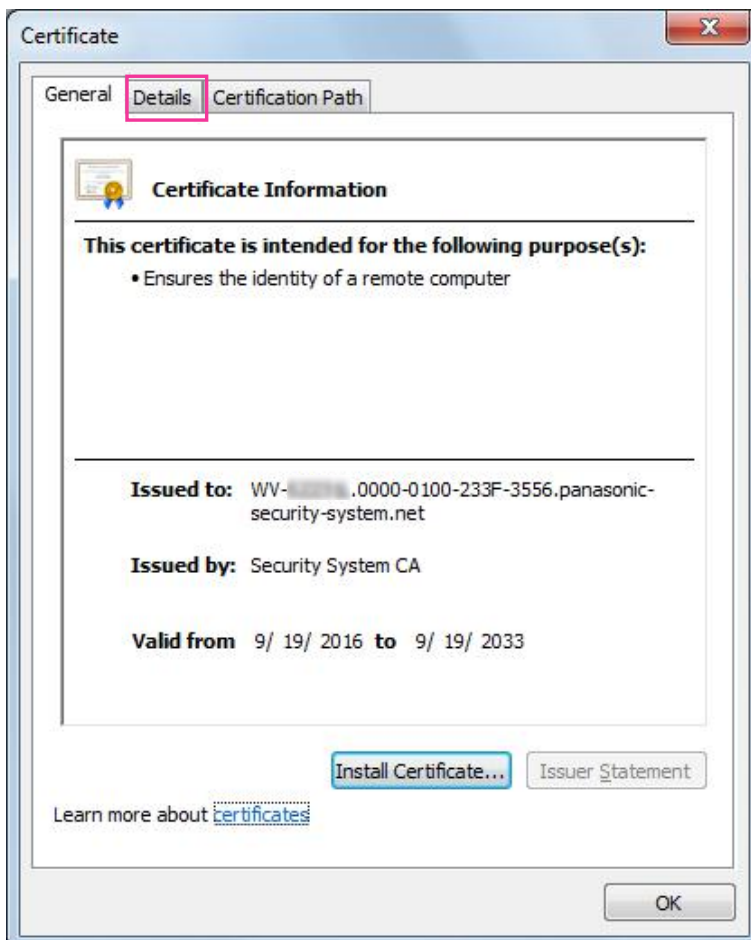 Certificate
General Details Certification Path
Certificate Information
This certificate is intended for the following purpose(s):
• Ensures the identity of a remote computer
Issued to: WV- .0000-0100-233F-3556.panasonic-
security-system.net
Issued by: Security System CA
Valid from 9/ 19/ 2016 to 9/ 19/ 2033
Install Certificate... Issuer Statement
Learn more about certificates
OK